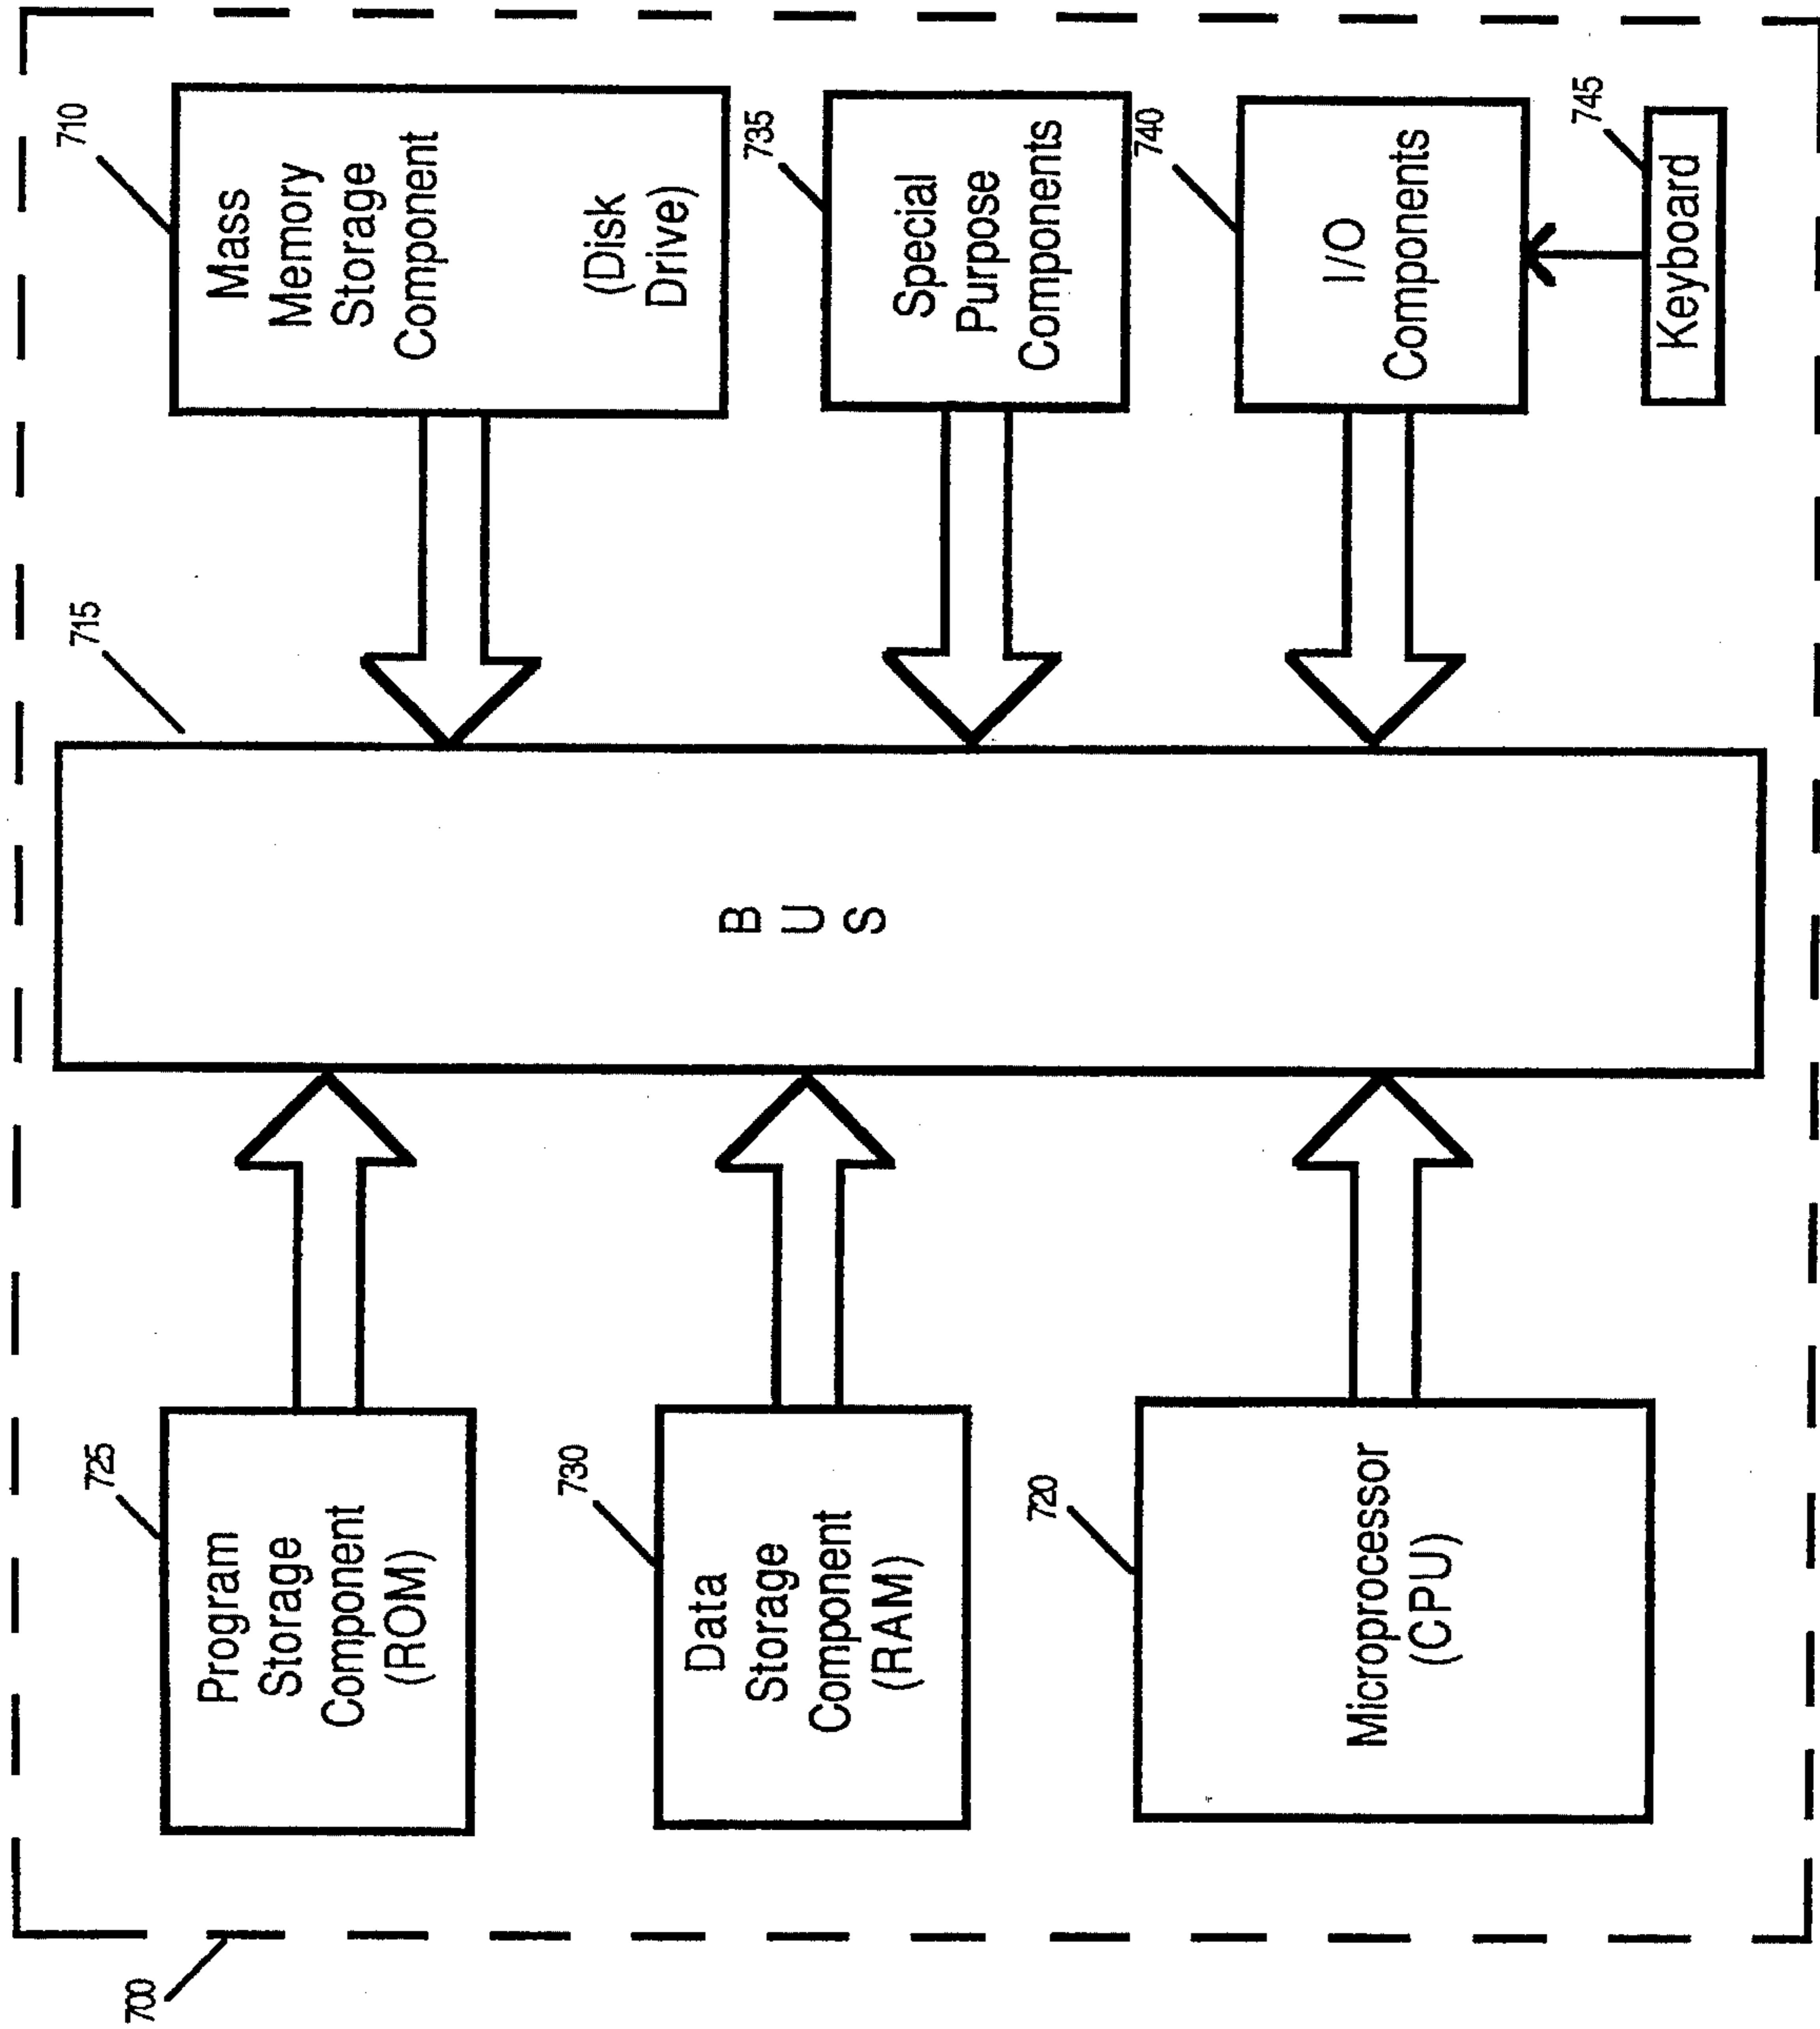 700
725
Program
Storage
Component
(ROM)
730
Data
Storage
Component
(RAM)
720
Microprocessor
(CPU)
715
B
U
S
710
Mass
Memory
Storage
Component
(Disk
Drive)
735
Special
Purpose
Components
740
I/O
Components
745
Keyboard